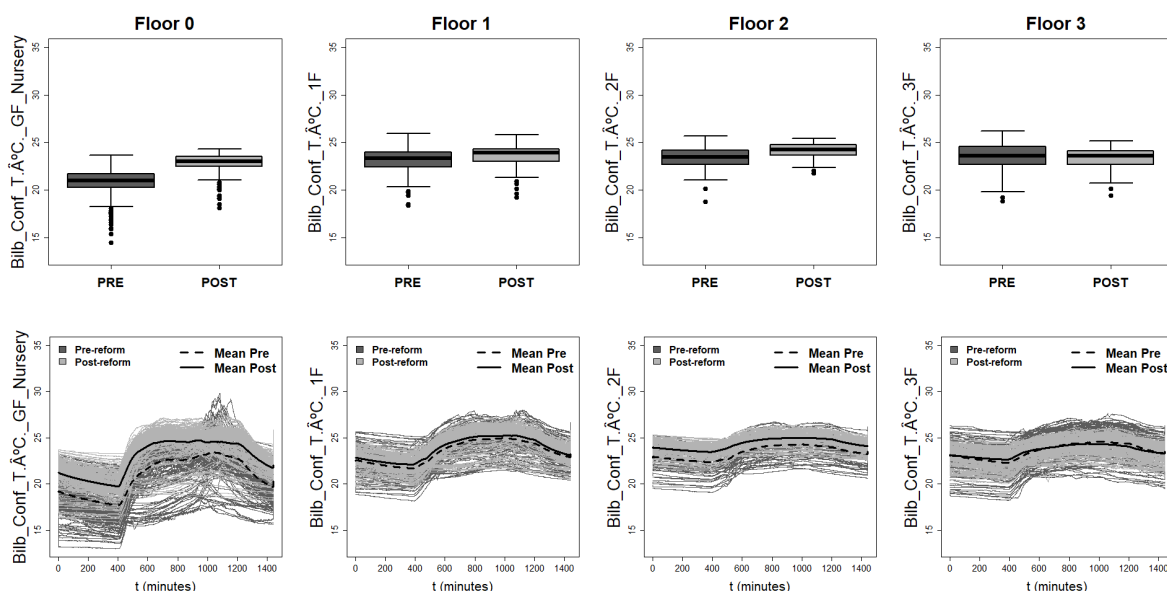 Floor 0
Floor 1
Floor 2
Floor 3
Bilb_Conf_T.Âº​C._GF_Nursery
35
30
25
20
15
PRE
POST
Bilb_Conf_T.ÂºC._1F
35
30
25
20
15
PRE
POST
Bilb_Conf_T.ÂºC._2F
35
30
25
20
15
PRE
POST
Bilb_Conf_T.ÂºC._3F
35
30
25
20
15
PRE
POST
Bilb_Conf_T.ÂºC._GF_Nursery
35
30
25
20
15
Pre-reform
Post-reform
Mean Pre
Mean Post
0 200 400 600 800 1000 1200 1400
t (minutes)
Bilb_Conf_T.ÂºC._1F
35
30
25
20
15
Pre-reform
Post-reform
Mean Pre
Mean Post
0 200 400 600 800 1000 1200 1400
t (minutes)
Bilb_Conf_T.ÂºC._2F
35
30
25
20
15
Pre-reform
Post-reform
Mean Pre
Mean Post
0 200 400 600 800 1000 1200 1400
t (minutes)
Bilb_Conf_T.ÂºC._3F
35
30
25
20
15
Pre-reform
Post-reform
Mean Pre
Mean Post
0 200 400 600 800 1000 1200 1400
t (minutes)